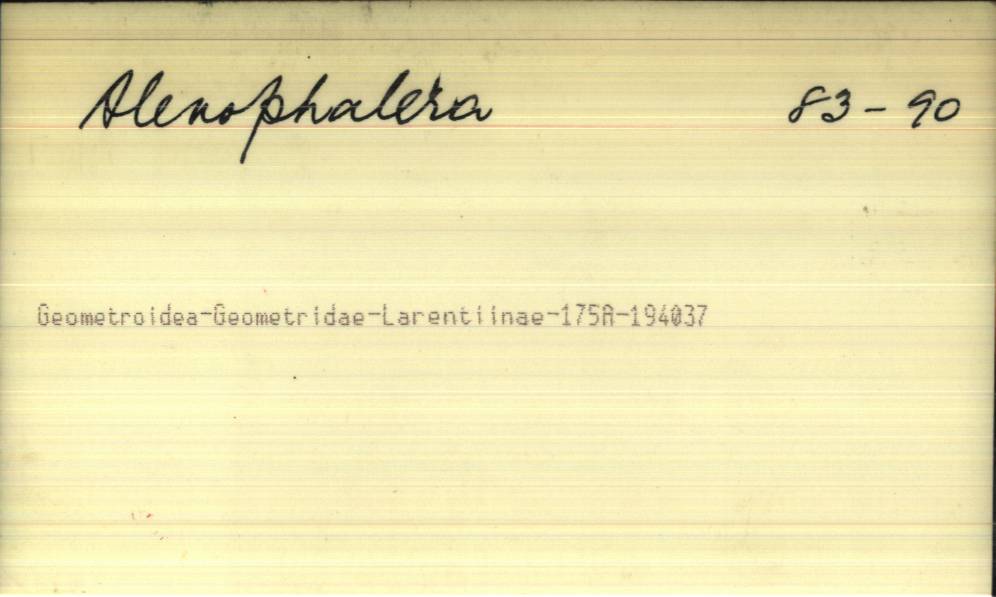 Alenophalera 83 - 90
Geometroidea-Geometridae-Larentiinae-175A-194037